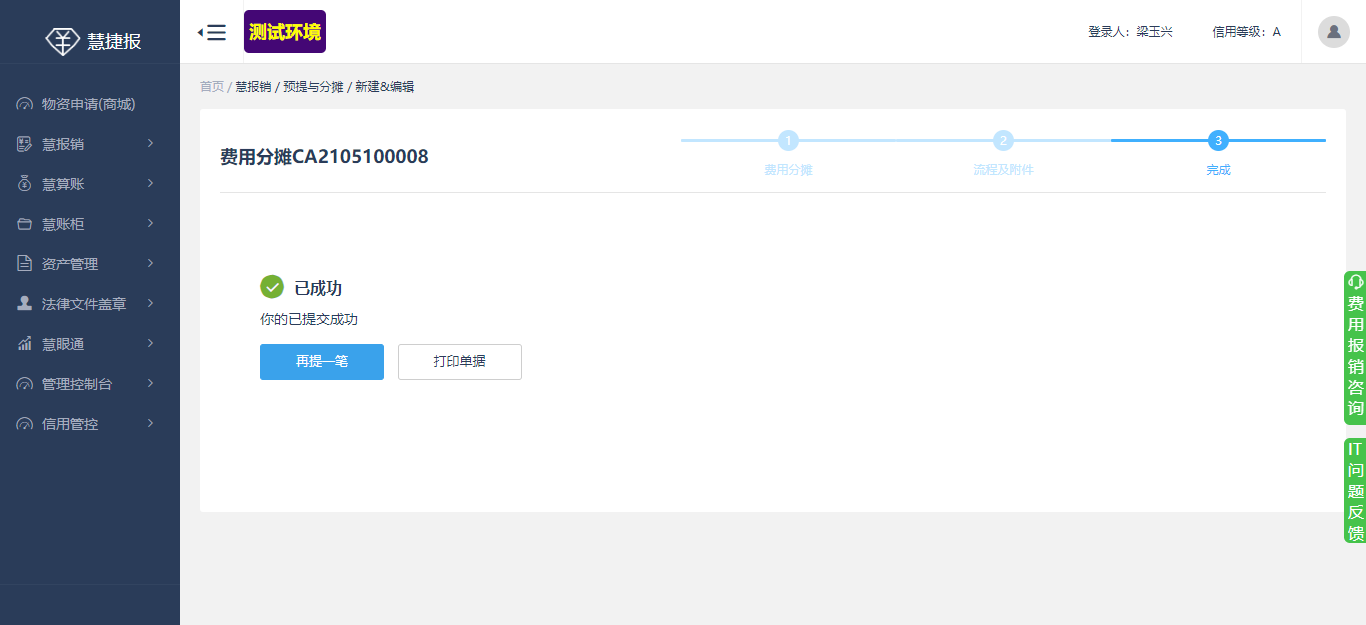 慧捷报
测试环境
登录人：梁玉兴
信用等级：A
物资申请(商城)
慧报销
慧算账
慧账柜
资产管理
法律文件盖章
慧眼通
管理控制台
信用管控
首页 / 慧报销 / 预提与分摊 / 新建&编辑
费用分摊CA2105100008
1
2
3
费用分摊
流程及附件
完成
已成功
你的已提交成功
再提一笔
打印单据
费用报销咨询
IT问题反馈